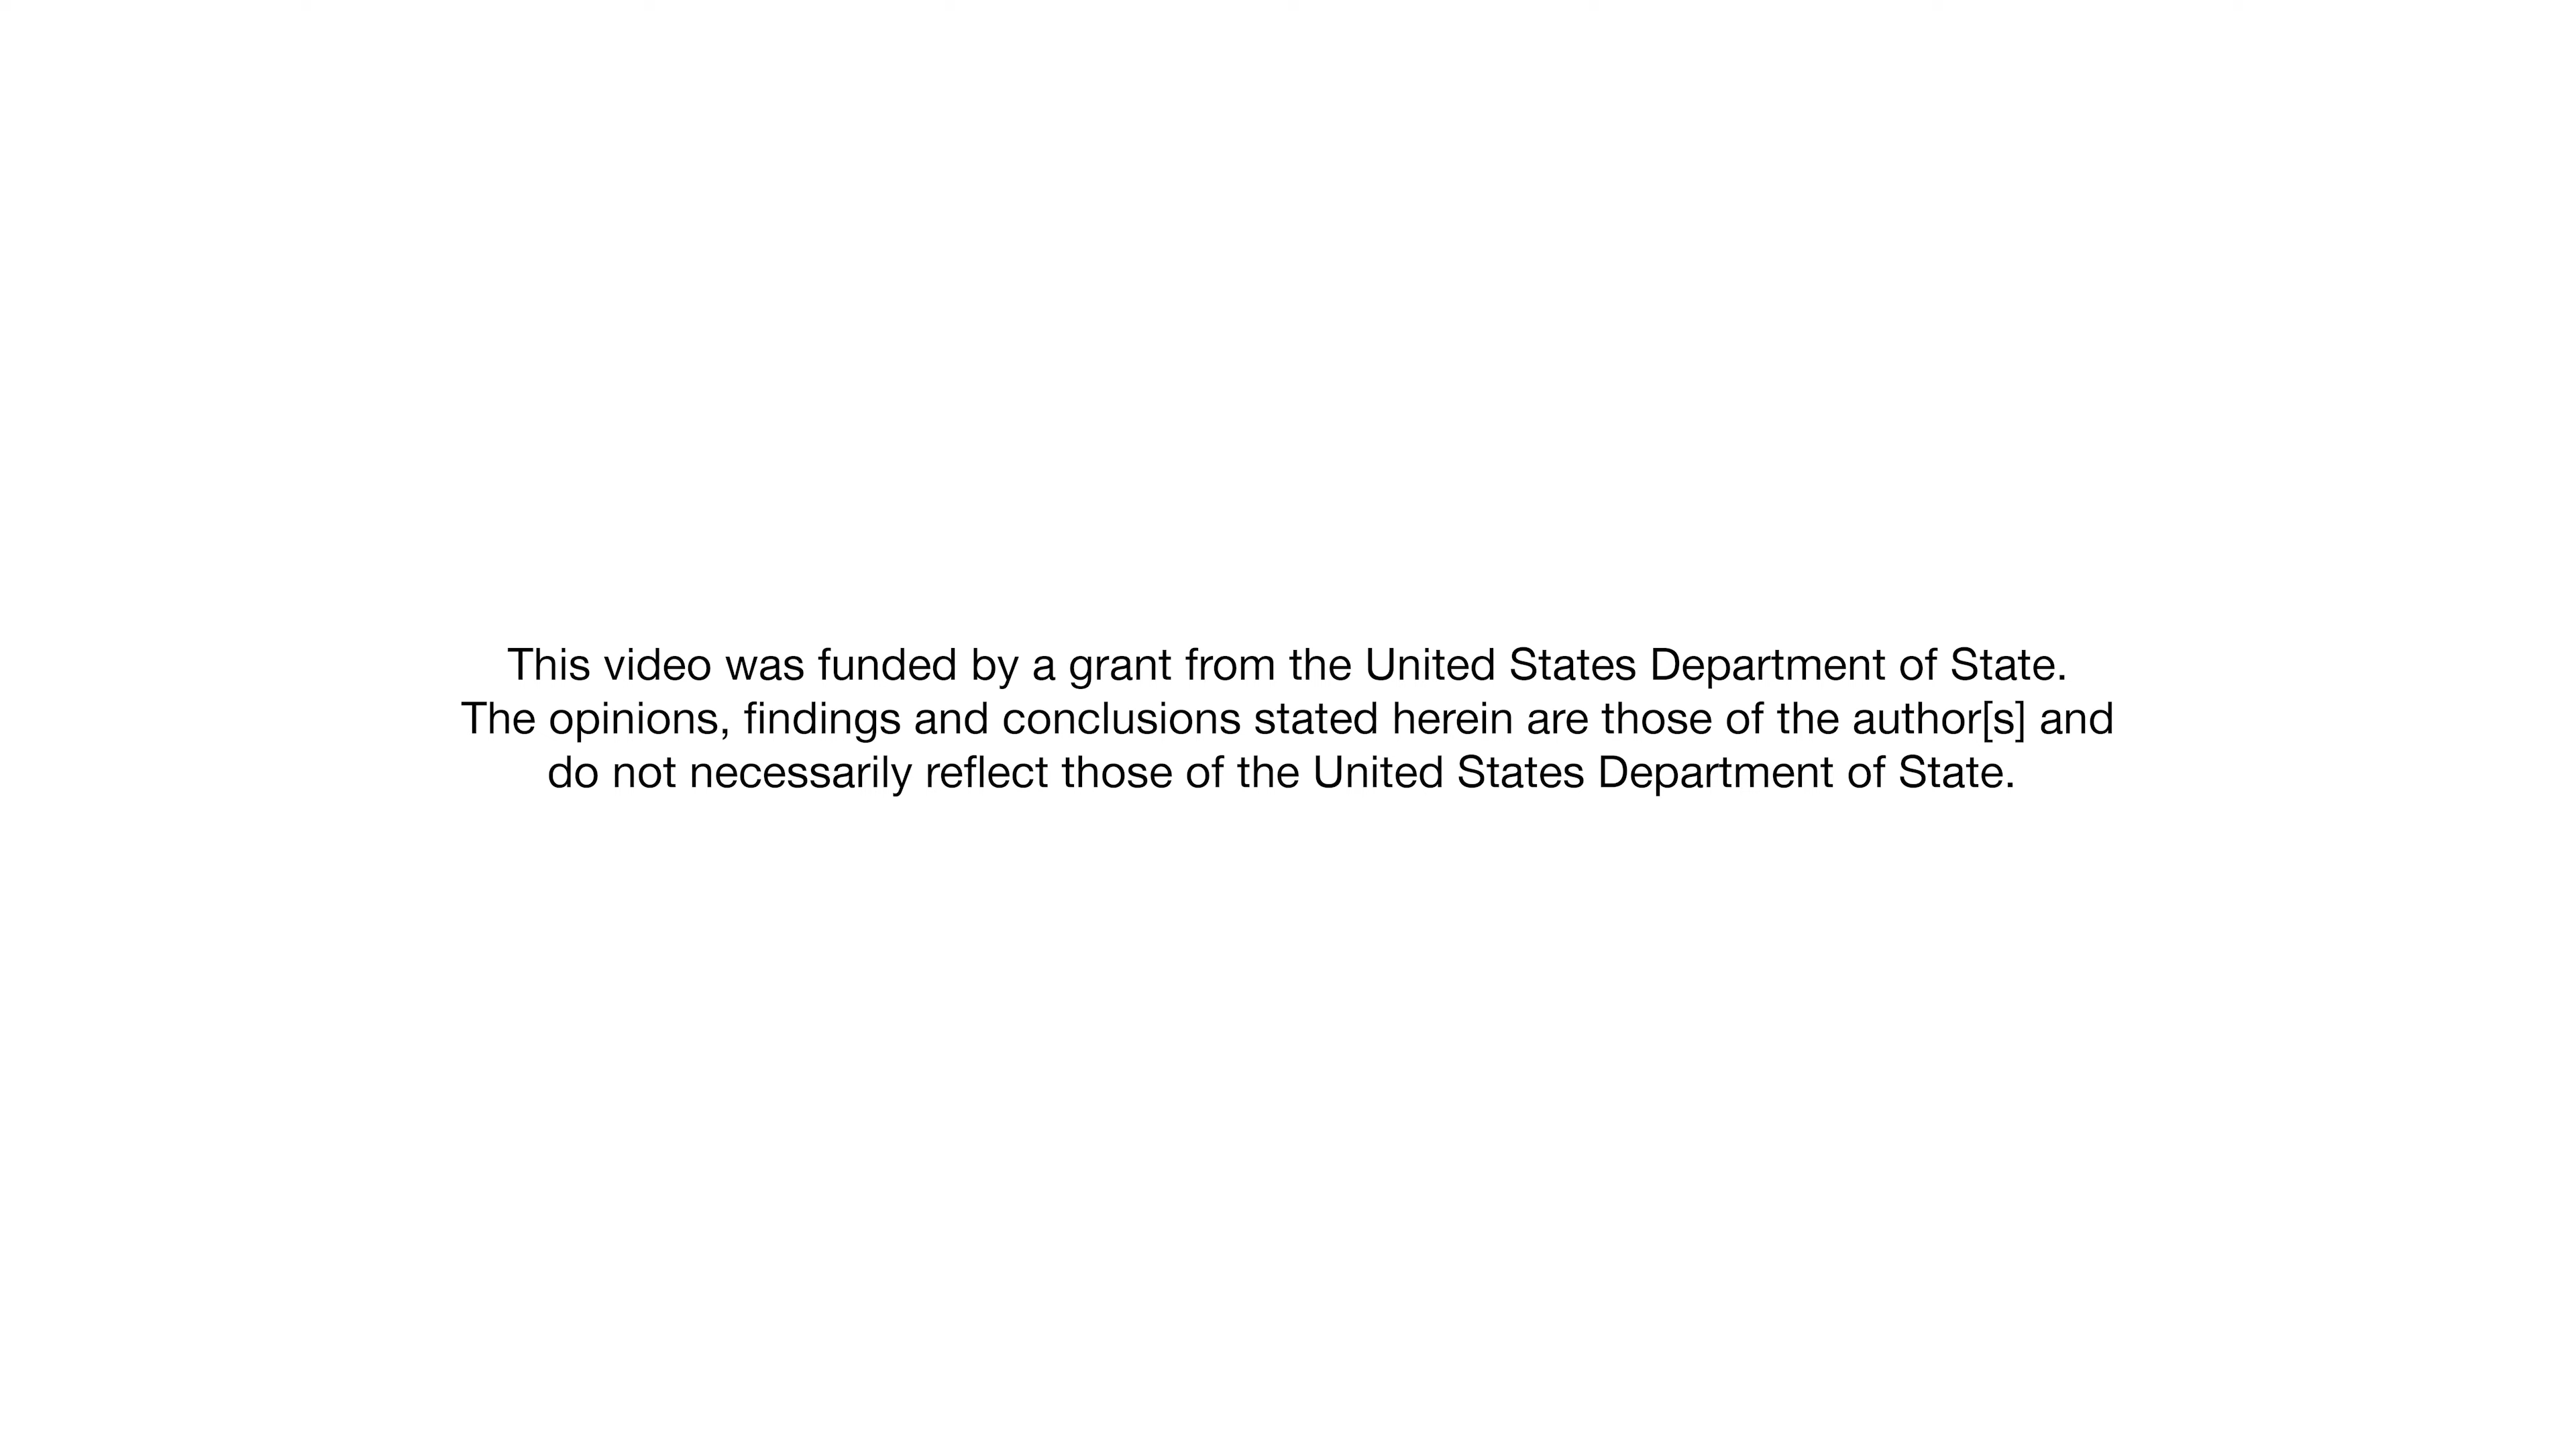 This video was funded by a grant from the United States Department of State.
The opinions, findings and conclusions stated herein are those of the author[s] and
do not necessarily reflect those of the United States Department of State.